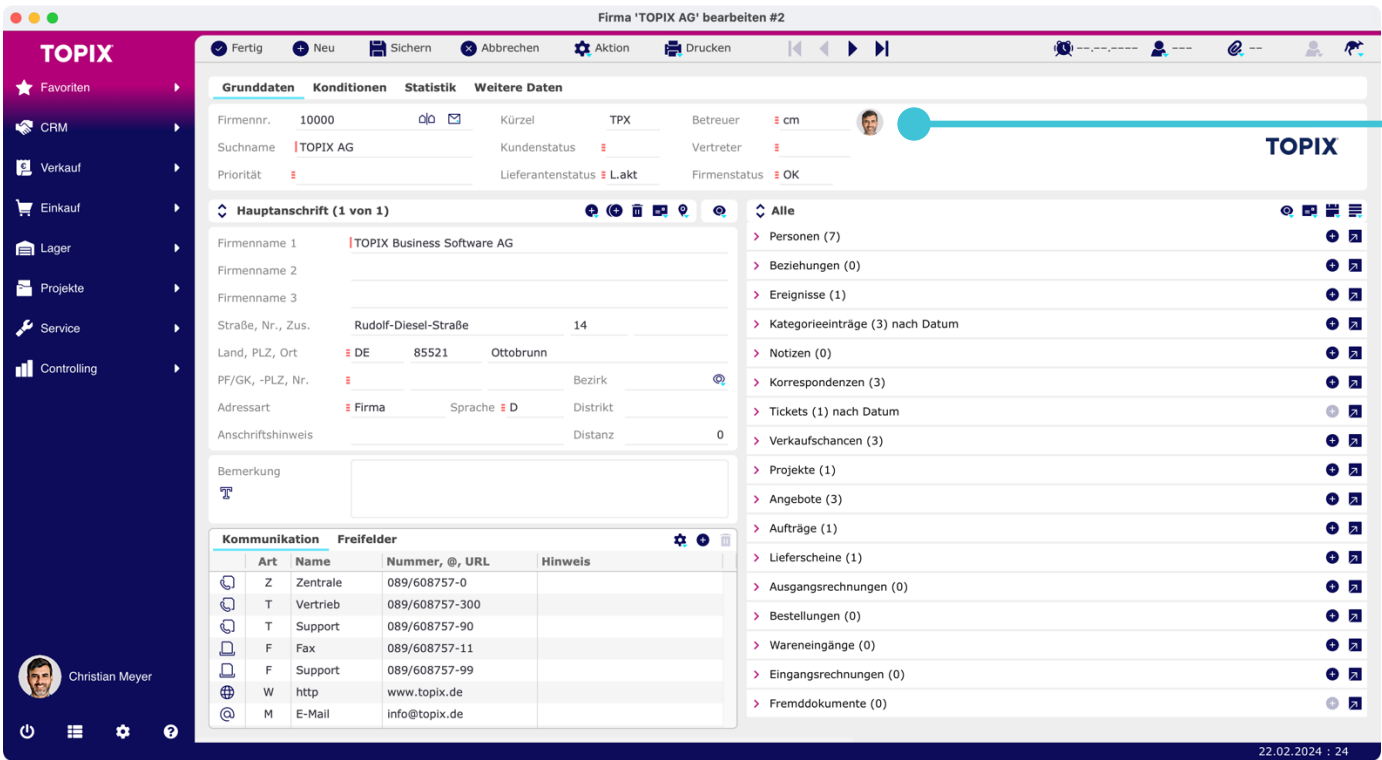 Firma 'TOPIX AG' bearbeiten #2
TOPIX
Fertig Neu Sichern Abbrechen Aktion Drucken --.--.---- --- --
Favoriten
CRM
Verkauf
Einkauf
Lager
Projekte
Service
Controlling
Christian Meyer
Grunddaten Konditionen Statistik Weitere Daten
Firmennr. 10000 Kürzel TPX Betreuer cm
Suchname TOPIX AG Kundenstatus Vertreter
TOPIX
Priorität Lieferantenstatus L.akt Firmenstatus OK
Hauptanschrift (1 von 1)
Firmenname 1 TOPIX Business Software AG
Firmenname 2
Firmenname 3
Straße, Nr., Zus. Rudolf-Diesel-Straße 14
Land, PLZ, Ort DE 85521 Ottobrunn
PF/GK, -PLZ, Nr. Bezirk
Adressart Firma Sprache D Distrikt
Anschriftshinweis Distanz 0
Bemerkung
T
Kommunikation Freifelder
Art Name Nummer, @, URL Hinweis
Z Zentrale 089/608757-0
T Vertrieb 089/608757-300
T Support 089/608757-90
F Fax 089/608757-11
F Support 089/608757-99
W http www.topix.de
@ M E-Mail info@topix.de
Alle
Personen (7)
Beziehungen (0)
Ereignisse (1)
Kategorieeinträge (3) nach Datum
Notizen (0)
Korrespondenzen (3)
Tickets (1) nach Datum
Verkaufschancen (3)
Projekte (1)
Angebote (3)
Aufträge (1)
Lieferscheine (1)
Ausgangsrechnungen (0)
Bestellungen (0)
Wareneingänge (0)
Eingangsrechnungen (0)
Fremddokumente (0)
22.02.2024 : 24